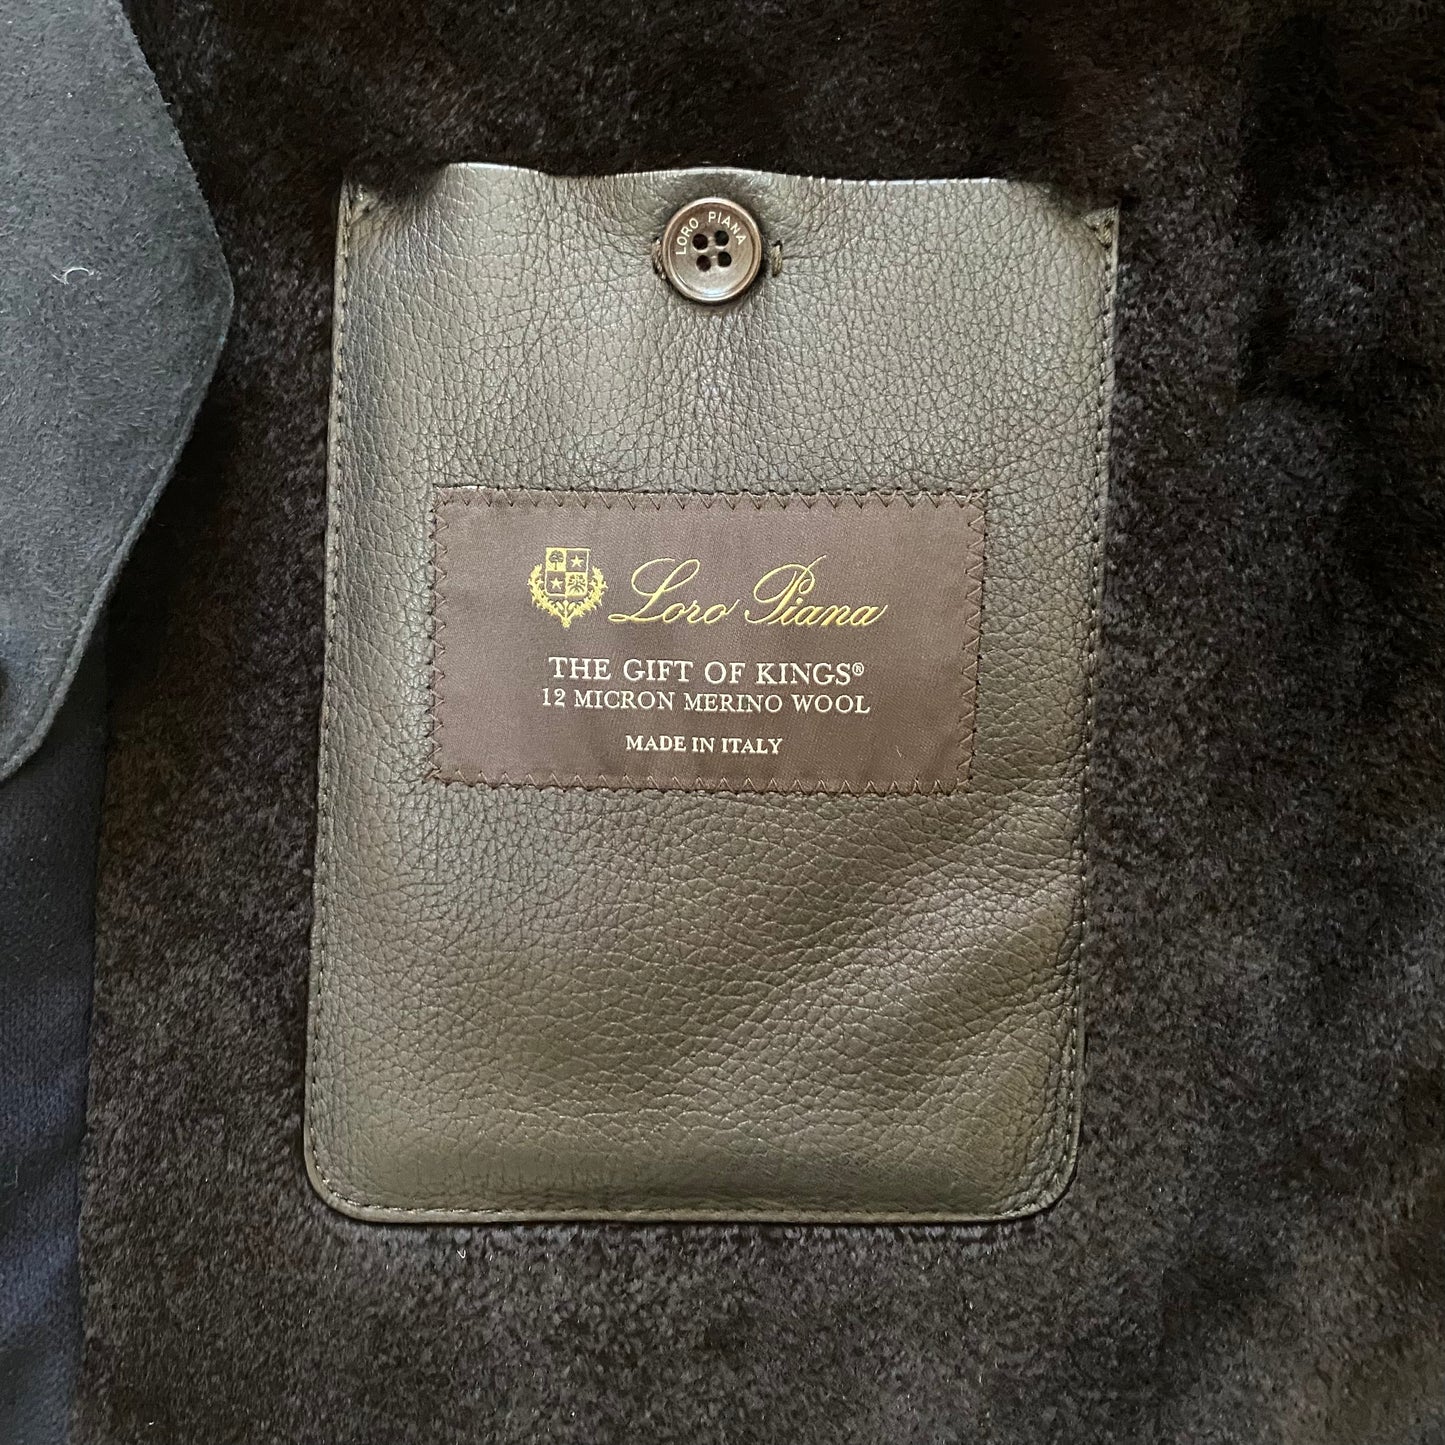 LORO PIANA
Loro Piana
THE GIFT OF KINGS®
12 MICRON MERINO WOOL
MADE IN ITALY